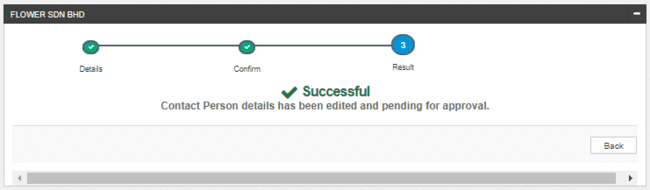 FLOWER SDN BHD
3
Details
Confirm
Result
Successful
Contact Person details has been edited and pending for approval.
Back